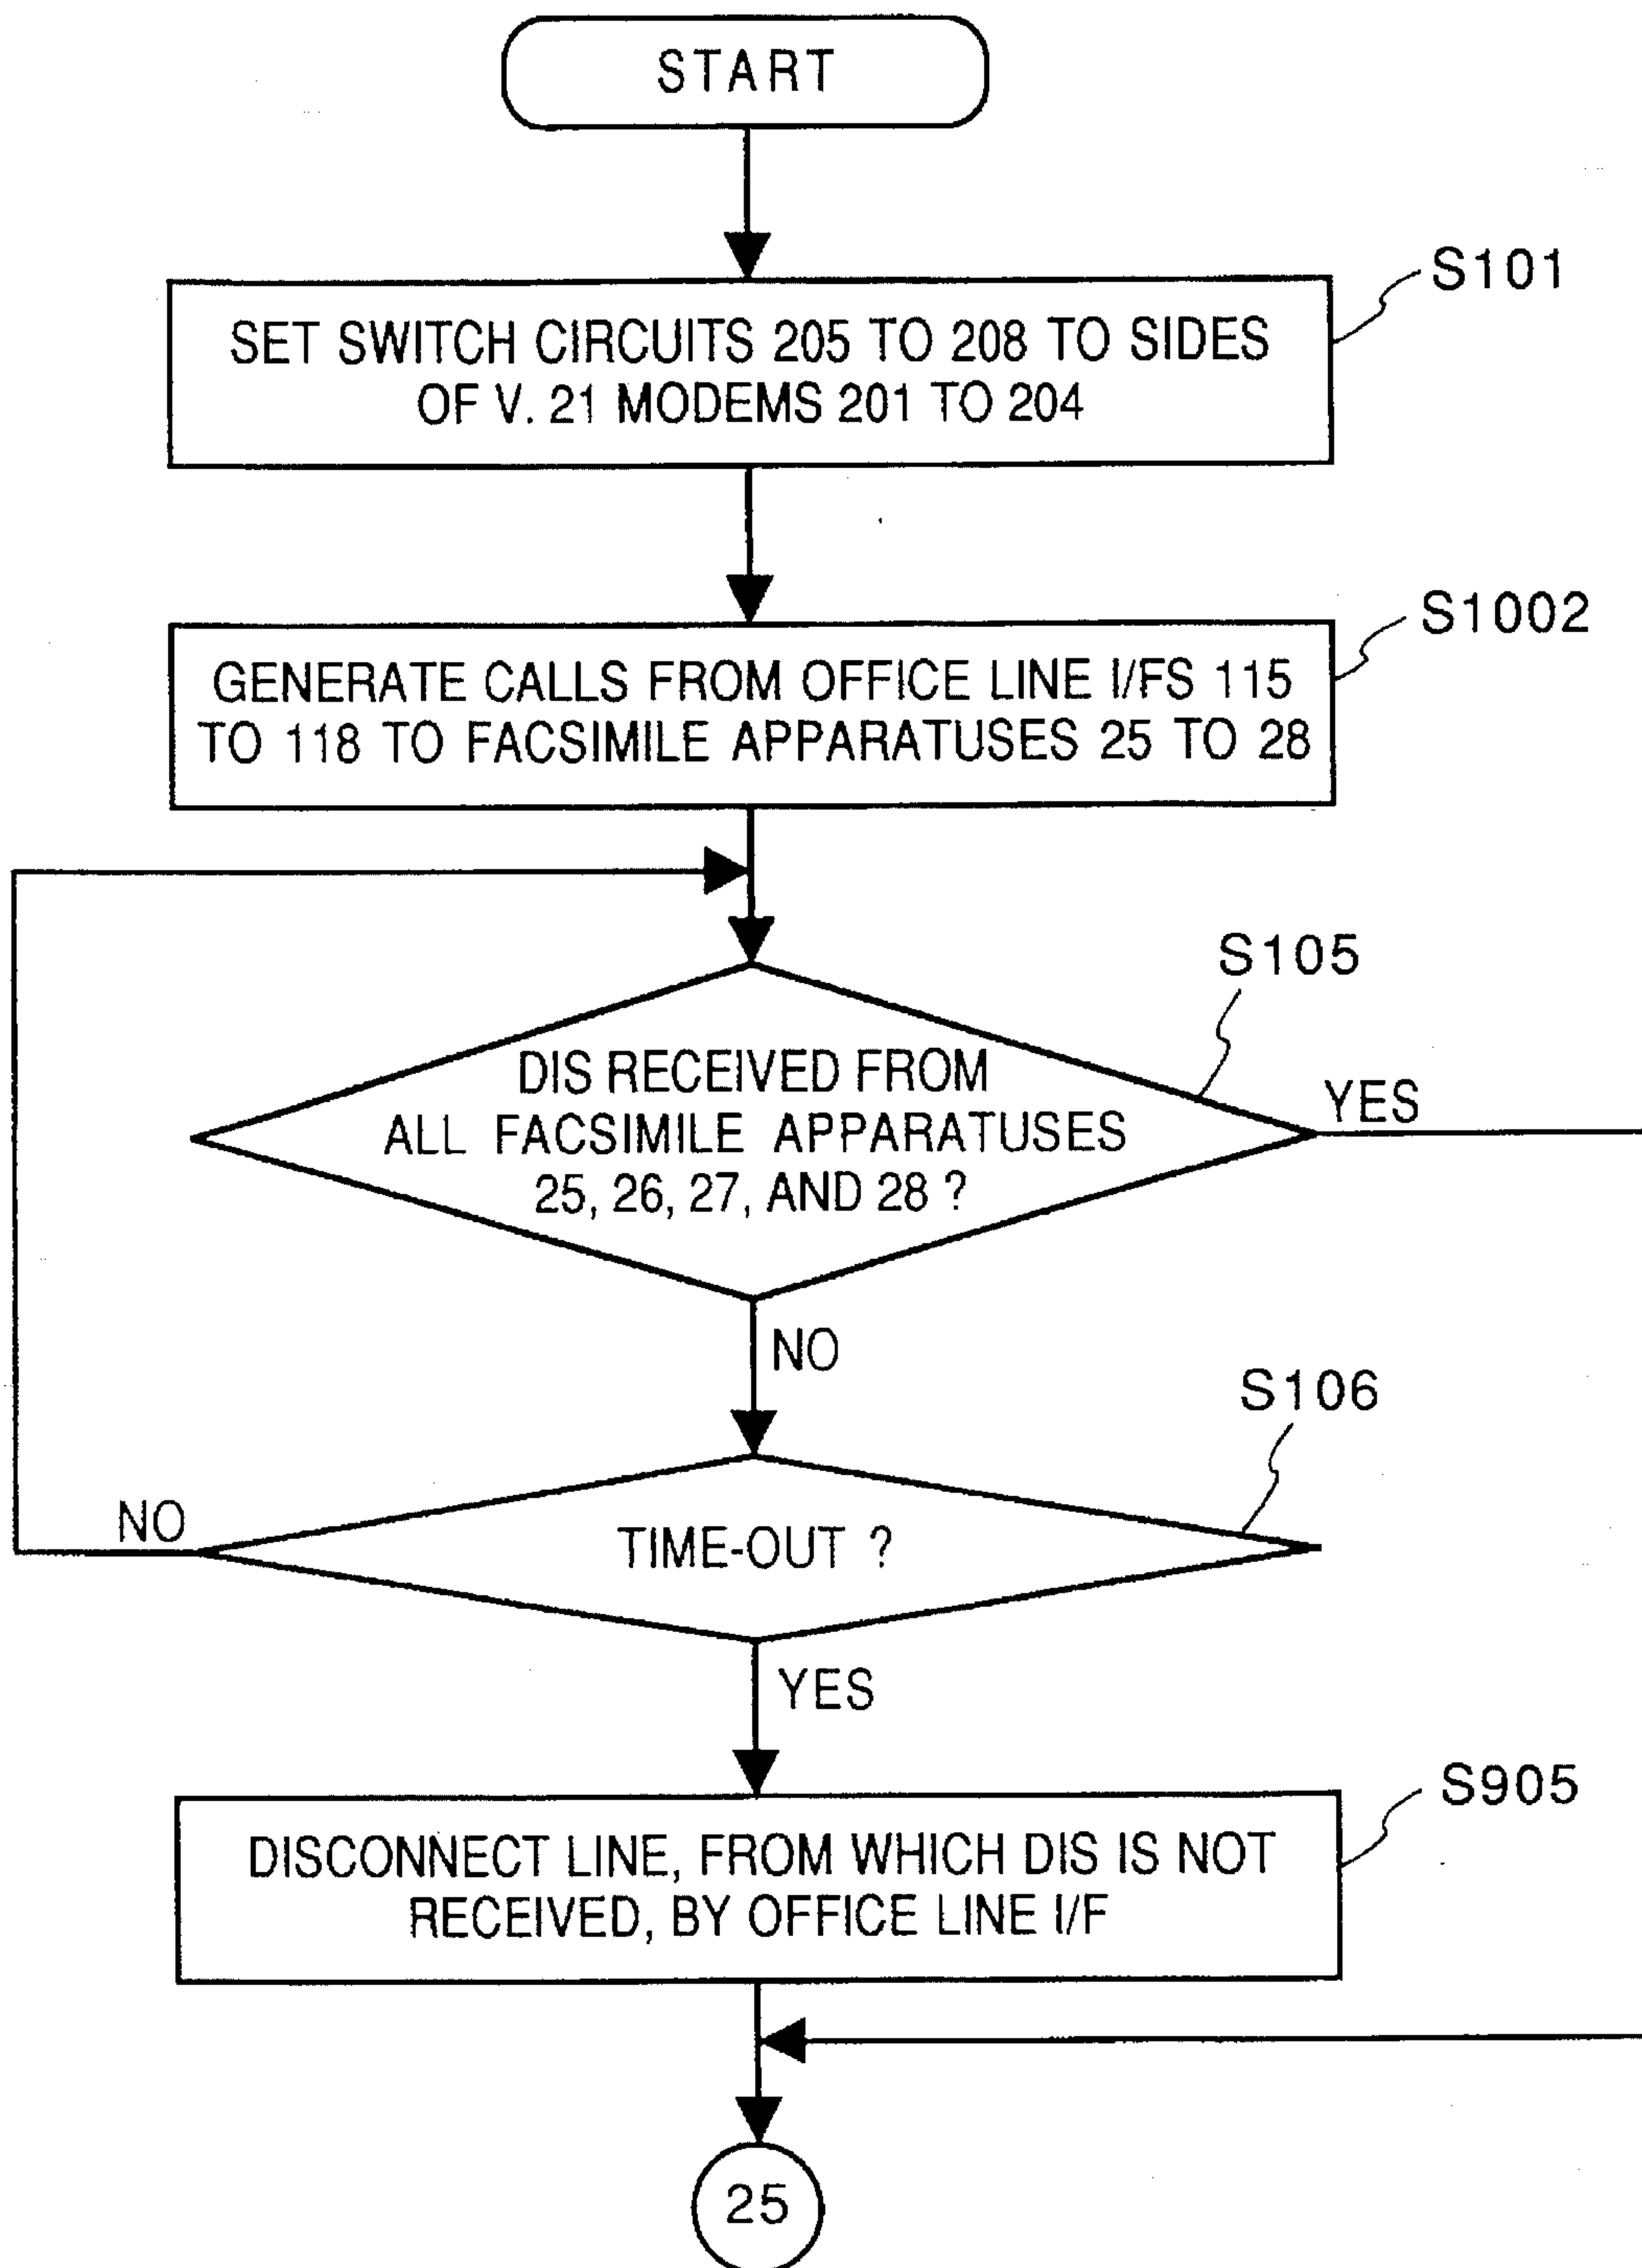 START
S101
SET SWITCH CIRCUITS 205 TO 208 TO SIDES
OF V. 21 MODEMS 201 TO 204
S1002
GENERATE CALLS FROM OFFICE LINE I/FS 115
TO 118 TO FACSIMILE APPARATUSES 25 TO 28
S105
DIS RECEIVED FROM
ALL FACSIMILE APPARATUSES
25, 26, 27, AND 28 ?
YES
NO
S106
TIME-OUT ?
NO
YES
S905
DISCONNECT LINE, FROM WHICH DIS IS NOT
RECEIVED, BY OFFICE LINE I/F
25